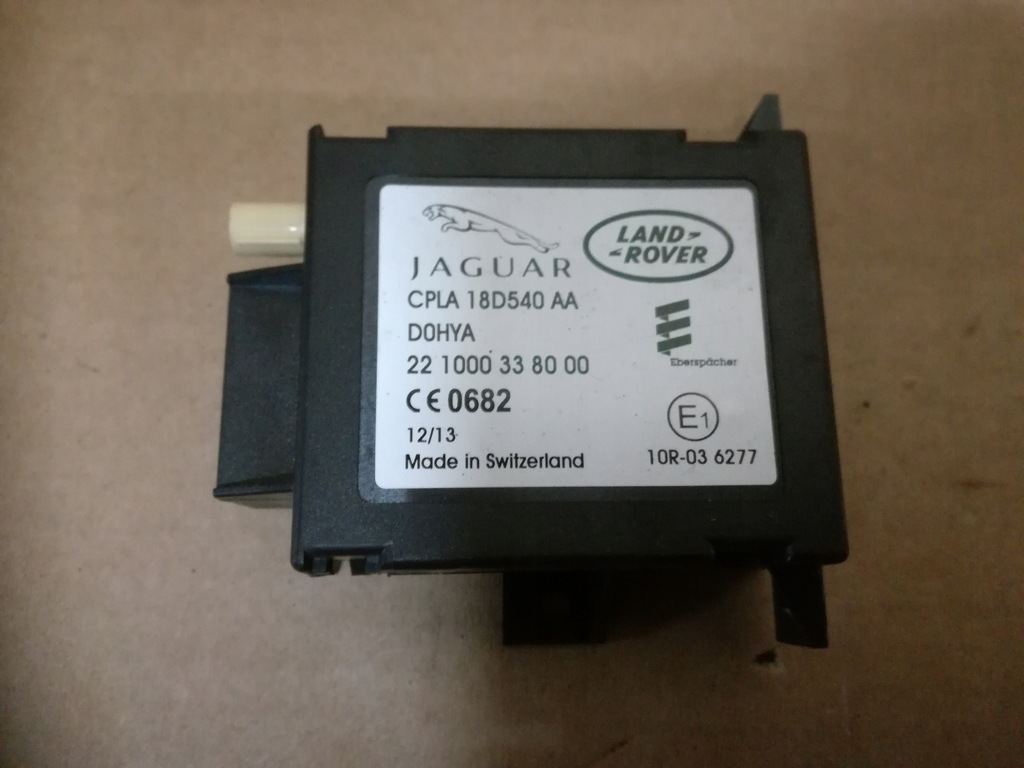 JAGUAR
LAND
ROVER
CPLA 18D540 AA
D0HYA
22 1000 33 80 00
Eberspächer
CE 0682
E1
12/13
Made in Switzerland
10R-03 6277